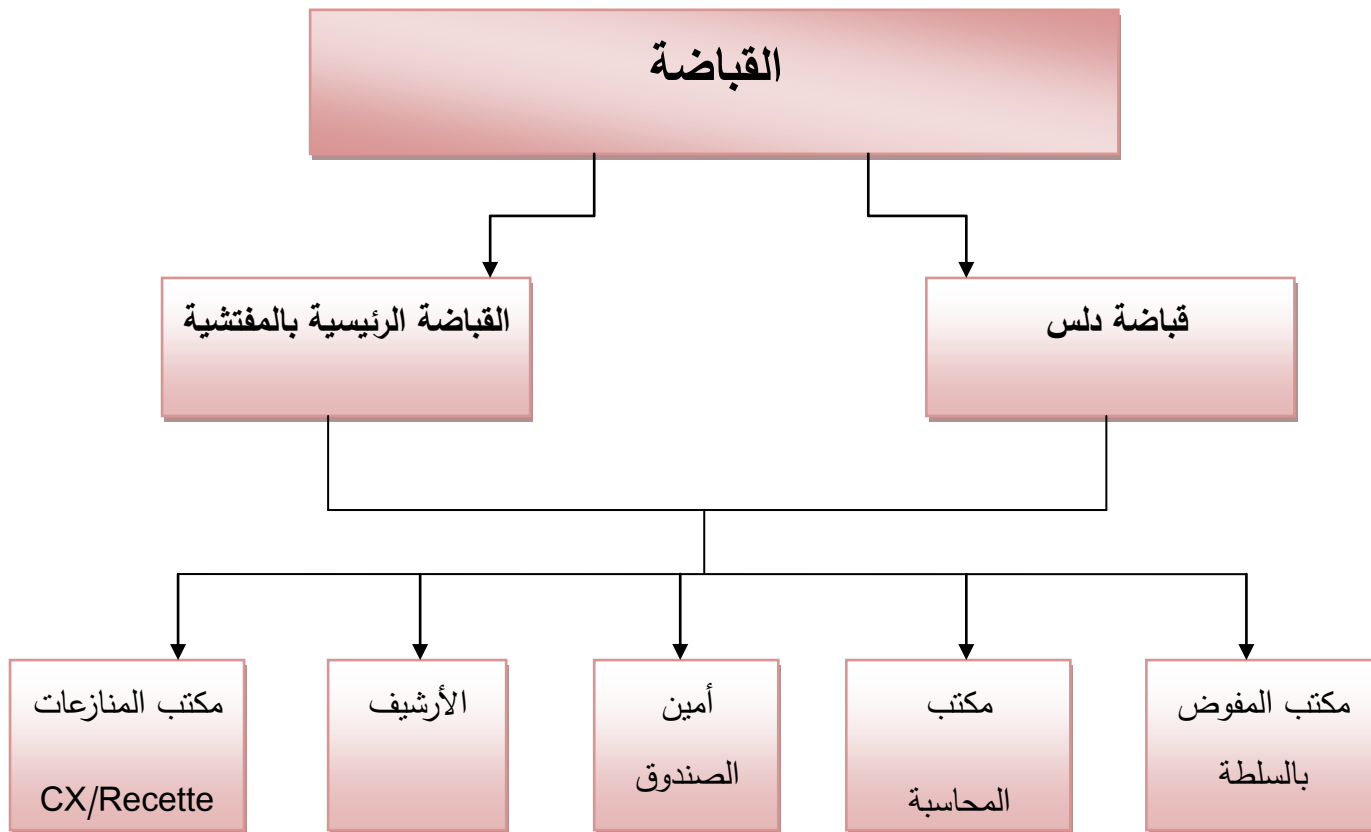 القباضة
قباضة دلس
القباضة الرئيسية بالمفتشية
مكتب المفوض
بالسلطة
مكتب
المحاسبة
أمين
الصندوق
الأرشيف
مكتب المنازعات
CX/Recette